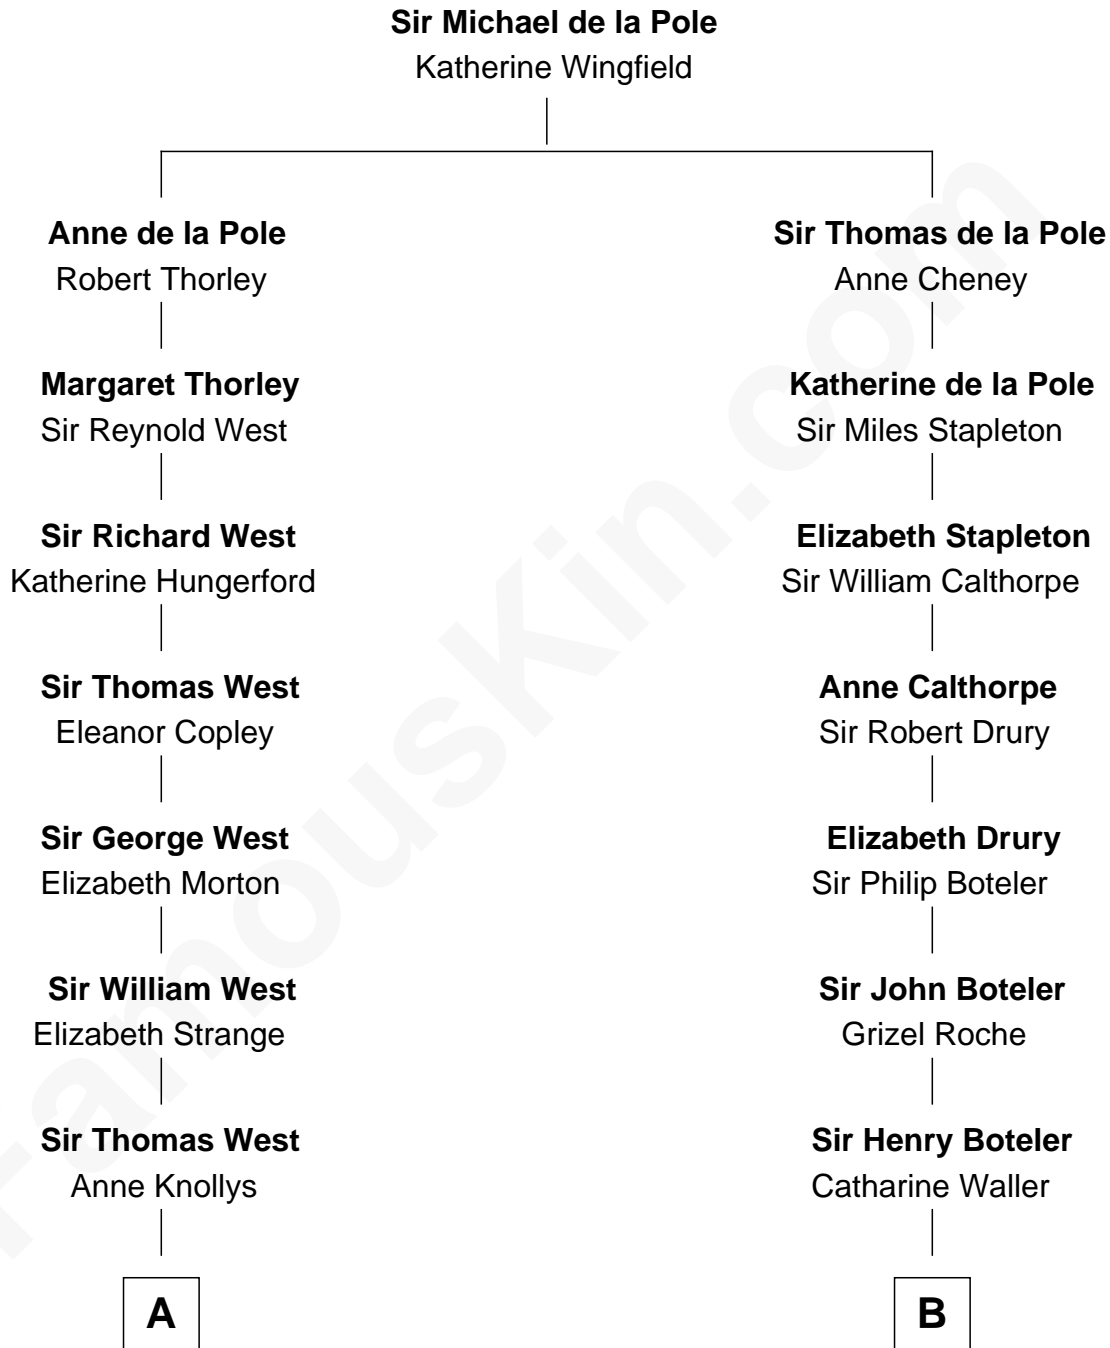 Sir Michael de la Pole
Katherine Wingfield
Anne de la Pole
Robert Thorley
Sir Thomas de la Pole
Anne Cheney
Margaret Thorley
Sir Reynold West
Katherine de la Pole
Sir Miles Stapleton
Sir Richard West
Katherine Hungerford
Elizabeth Stapleton
Sir William Calthorpe
Sir Thomas West
Eleanor Copley
Anne Calthorpe
Sir Robert Drury
Sir George West
Elizabeth Morton
Elizabeth Drury
Sir Philip Boteler
Sir William West
Elizabeth Strange
Sir John Boteler
Grizel Roche
Sir Thomas West
Anne Knollys
Sir Henry Boteler
Catharine Waller
A
B
FamousKin.com